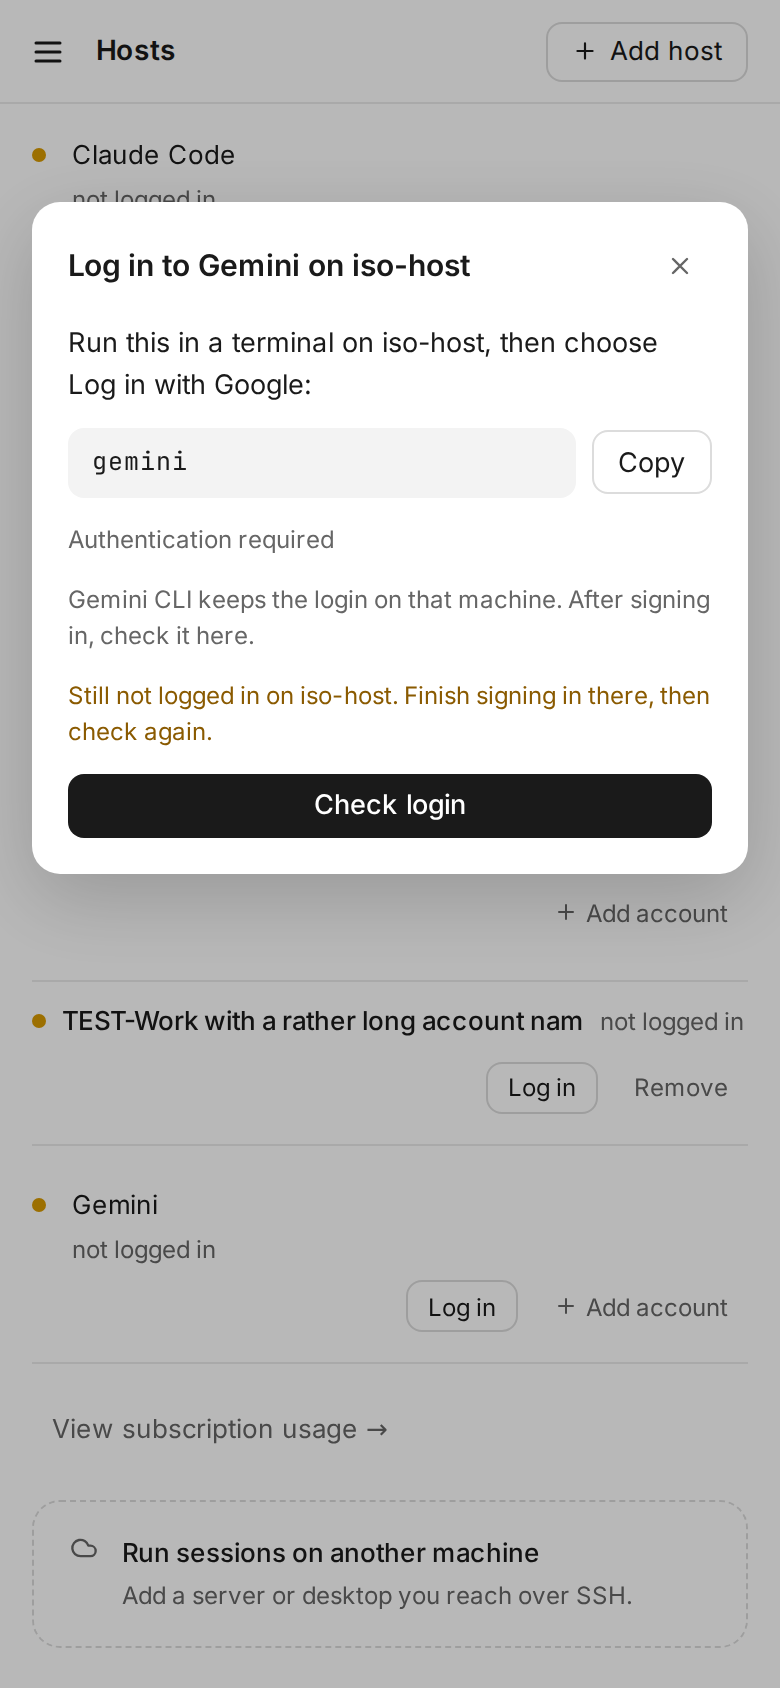 Hosts
+ Add host
Claude Code
not logged in
Log in to Gemini on iso-host
Run this in a terminal on iso-host, then choose
Log in with Google:
gemini
Copy
Authentication required
Gemini CLI keeps the login on that machine. After signing
in, check it here.
Still not logged in on iso-host. Finish signing in there, then
check again.
Check login
+ Add account
TEST-Work with a rather long account nam not logged in
Log in
Remove
Gemini
not logged in
Log in
+ Add account
View subscription usage →
Run sessions on another machine
Add a server or desktop you reach over SSH.